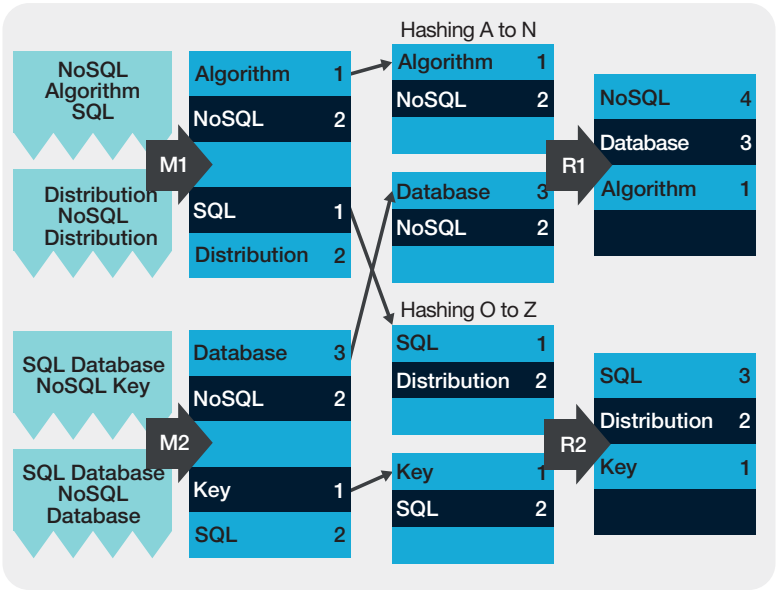 NoSQL
Algorithm
SQL
Distribution
NoSQL
Distribution
SQL Database
NoSQL Key
SQL Database
NoSQL
Database
M1
M2
Algorithm 1
NoSQL 2
SQL 1
Distribution 2
Database 3
NoSQL 2
Key 1
SQL 2
Hashing A to N
Algorithm 1
NoSQL 2
Database 3
NoSQL 2
Hashing O to Z
SQL 1
Distribution 2
Key 1
SQL 2
R1
R2
NoSQL 4
Database 3
Algorithm 1
SQL 3
Distribution 2
Key 1